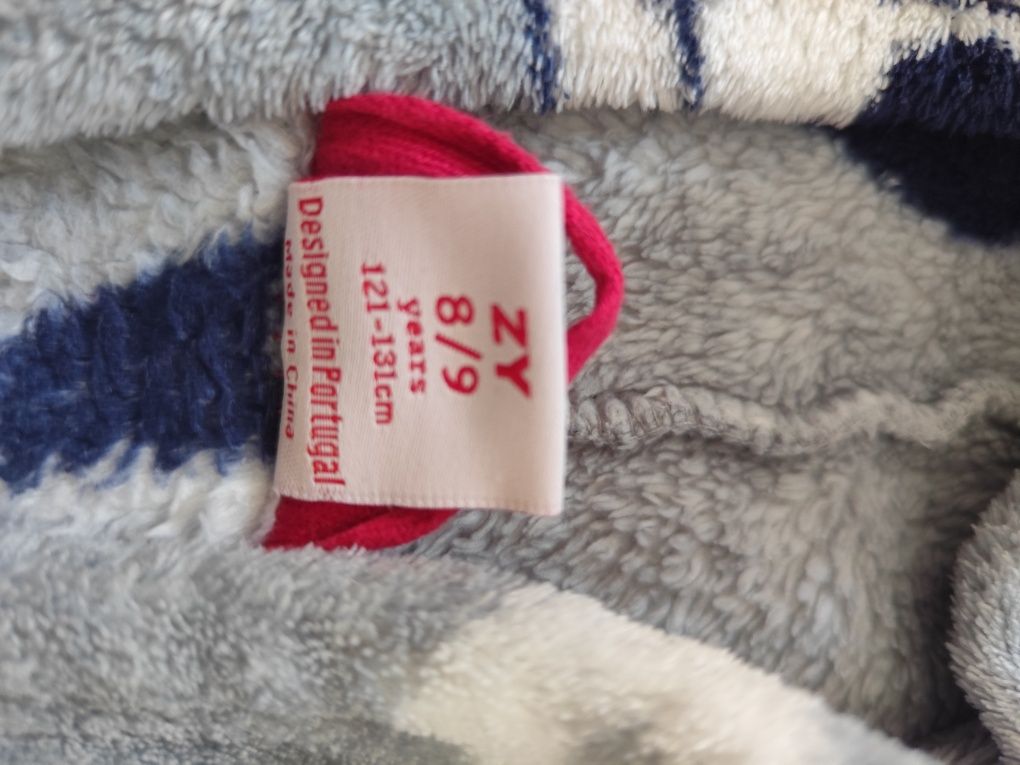 ZY
8/9
years
121-131cm
Designed in Portugal
Made in China